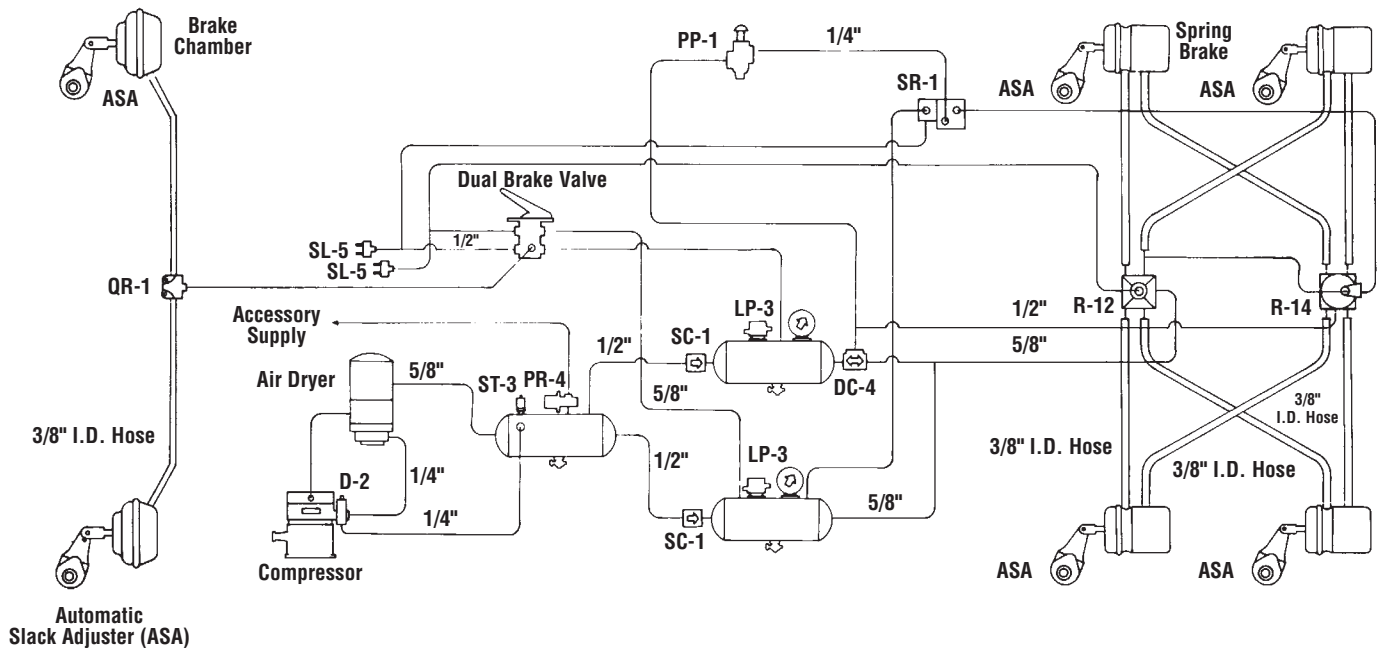 Brake
Chamber
ASA
PP-1
1/4"
SR-1
Spring
Brake
ASA
ASA
Dual Brake Valve
1/2"
SL-5
SL-5
QR-1
Accessory
Supply
LP-3
SC-1
1/2"
R-12
R-14
1/2"
5/8"
DC-4
Air Dryer
5/8"
ST-3
PR-4
5/8"
3/8" I.D. Hose
D-2
1/4"
1/4"
1/2"
LP-3
SC-1
5/8"
3/8"
I.D. Hose
3/8" I.D. Hose
3/8" I.D. Hose
Compressor
ASA
ASA
Automatic
Slack Adjuster (ASA)